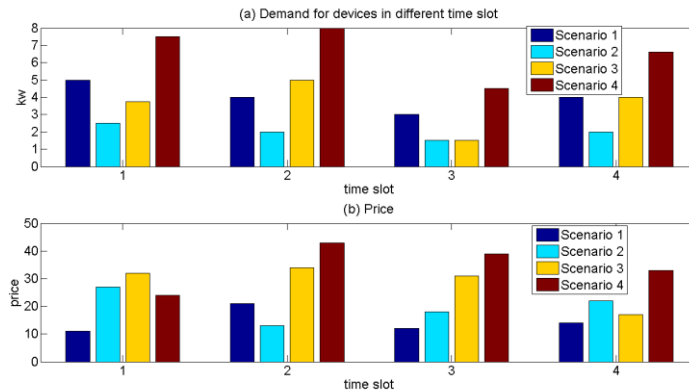 (a) Demand for devices in different time slot
8
7
6
5
4
3
2
1
0
kw
Scenario 1
Scenario 2
Scenario 3
Scenario 4
1 2 3 4
time slot
(b) Price
50
40
30
20
10
0
price
Scenario 1
Scenario 2
Scenario 3
Scenario 4
1 2 3 4
time slot